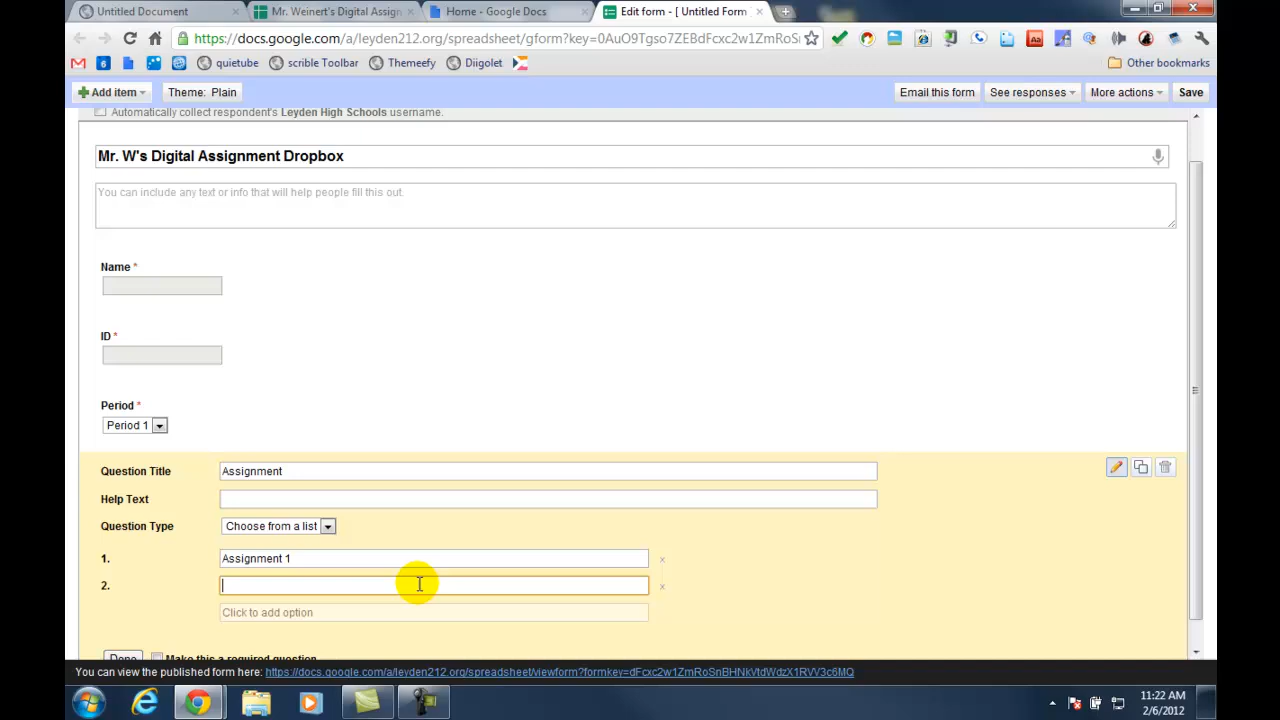 Untitled Document
Mr. Weinert's Digital Assign
Home - Google Docs
Edit form - [ Untitled Form
https://docs.google.com/a/leyden212.org/spreadsheet/gform?key=0AuO9Tgso7ZEBdFcxc2w1ZmRoSı
quietube
scrible Toolbar
Themeefy
Diigolet
Other bookmarks
Add item
Theme: Plain
Email this form
See responses
More actions
Save
Automatically collect respondent's Leyden High Schools username.
Mr. W's Digital Assignment Dropbox
You can include any text or info that will help people fill this out.
Name *
ID *
Period *
Period 1
Question Title
Assignment
Help Text
Question Type
Choose from a list
1.
Assignment 1
2.
Click to add option
Done
Make this a required question
You can view the published form here: https://docs.google.com/a/leyden212.org/spreadsheet/viewform?formkey=dFcxc2w1ZmRoSnBHNkVtdWdzX1RVV3c6MQ
11:22 AM
2/6/2012